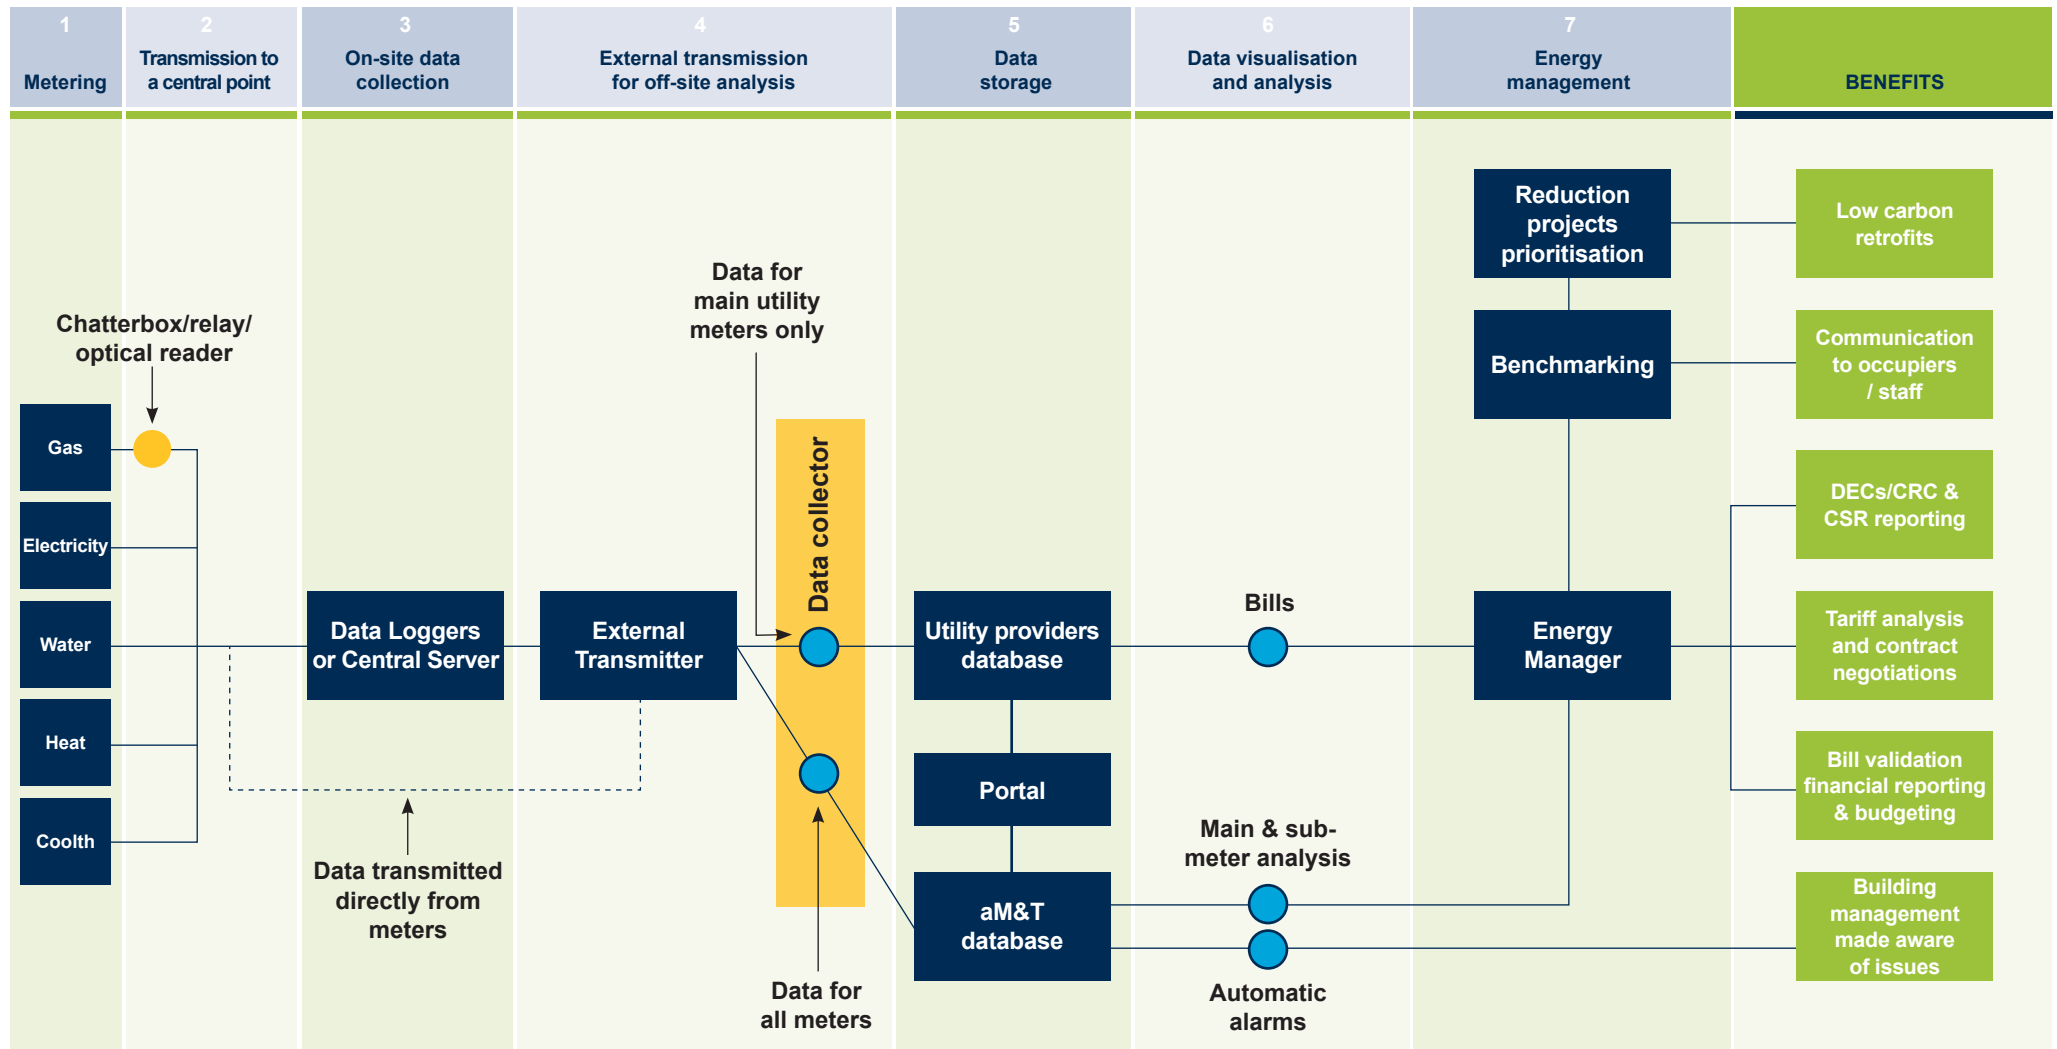 1
Metering
2
Transmission to
a central point
3
On-site data
collection
4
External transmission
for off-site analysis
5
Data
storage
6
Data visualisation
and analysis
7
Energy
management
BENEFITS
Chatterbox/relay/
optical reader
Gas
Electricity
Water
Heat
Coolth
Data Loggers
or Central Server
Data transmitted
directly from
meters
External
Transmitter
Data for
main utility
meters only
Data collector
Data for
all meters
Utility providers
database
Portal
aM&T
database
Bills
Main & sub-
meter analysis
Automatic
alarms
Reduction
projects
prioritisation
Benchmarking
Energy
Manager
Low carbon
retrofits
Communication
to occupiers
/ staff
DECs/CRC &
CSR reporting
Tariff analysis
and contract
negotiations
Bill validation
financial reporting
& budgeting
Building
management
made aware
of issues